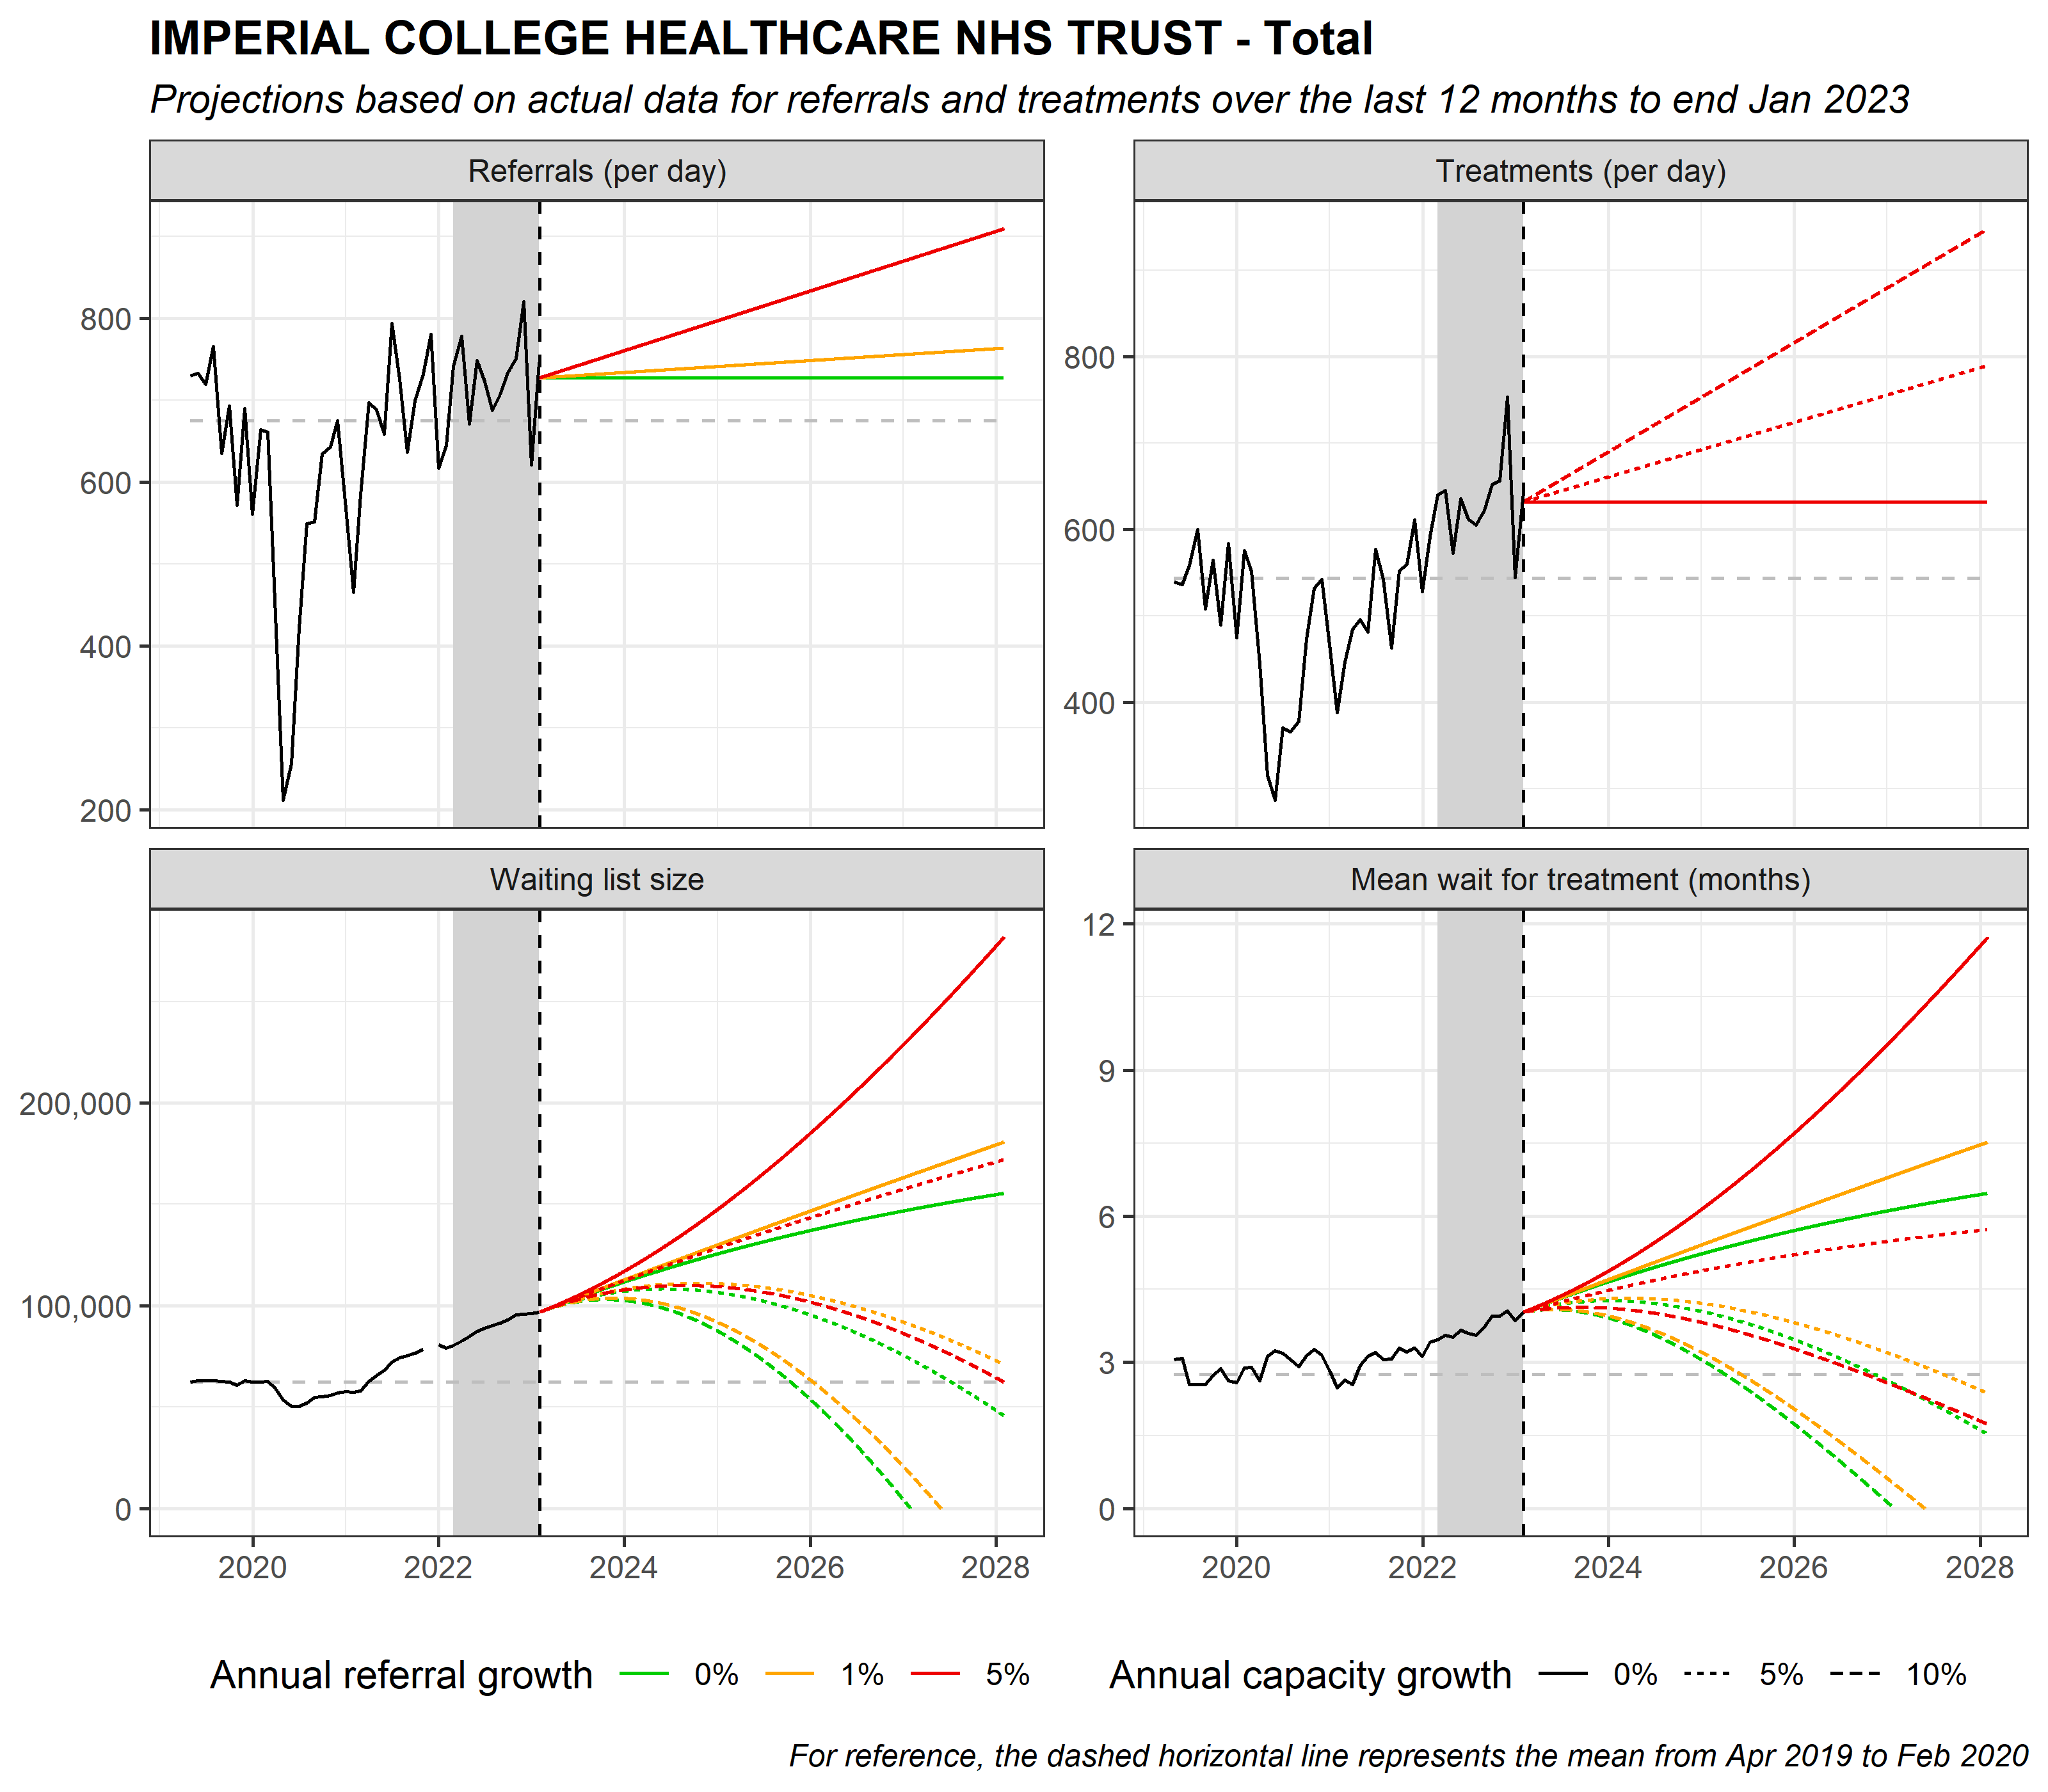 IMPERIAL COLLEGE HEALTHCARE NHS TRUST - Total
Projections based on actual data for referrals and treatments over the last 12 months to end Jan 2023
Referrals (per day)
800
600
400
200
Treatments (per day)
800
600
400
Waiting list size
200,000
100,000
0
2020 2022 2024 2026 2028
Mean wait for treatment (months)
12
9
6
3
0
2020 2022 2024 2026 2028
Annual referral growth 0% 1% 5%
Annual capacity growth 0% 5% 10%
For reference, the dashed horizontal line represents the mean from Apr 2019 to Feb 2020